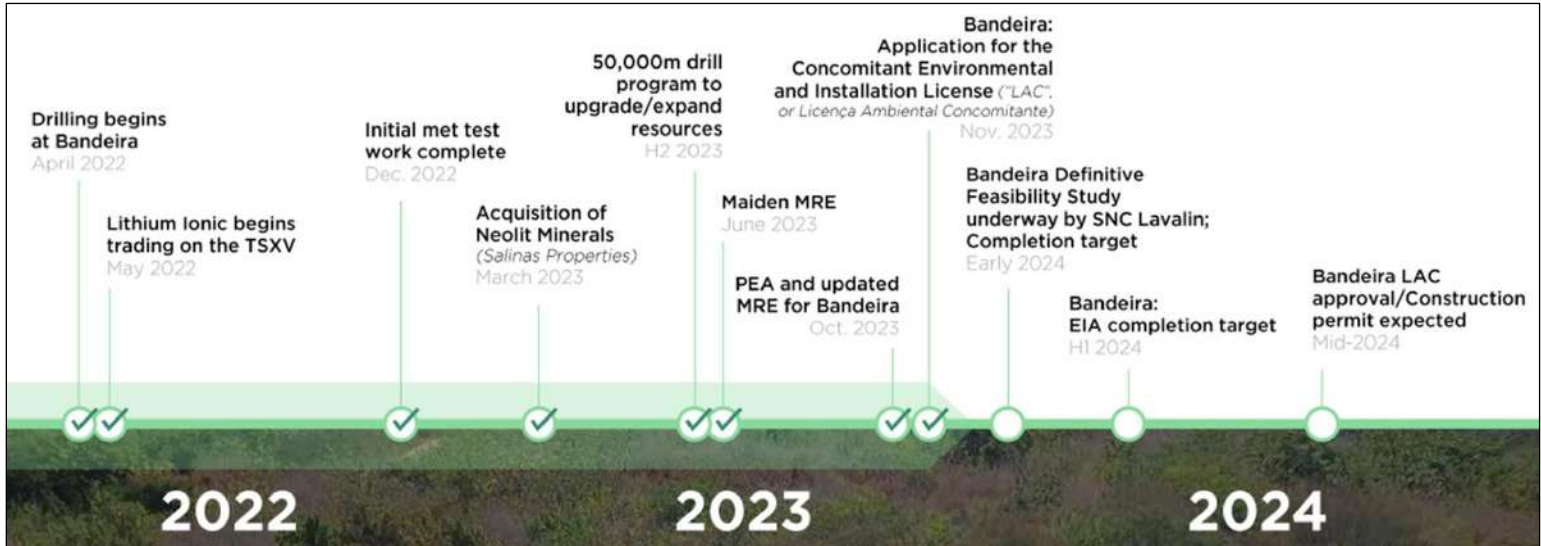 Drilling begins
at Bandeira
April 2022
Lithium Ionic begins
trading on the TSXV
May 2022
Initial met test
work complete
Dec. 2022
Acquisition of
Neolit Minerals
(Salinas Properties)
March 2023
50,000m drill
program to
upgrade/expand
resources
H2 2023
Maiden MRE
June 2023
PEA and updated
MRE for Bandeira
Oct. 2023
Bandeira:
Application for the
Concomitant Environmental
and Installation License ("LAC",
or Licença Ambiental Concomitante)
Nov. 2023
Bandeira Definitive
Feasibility Study
underway by SNC Lavalin;
Completion target
Early 2024
Bandeira:
EIA completion target
H1 2024
Bandeira LAC
approval/Construction
permit expected
Mid-2024
2022
2023
2024